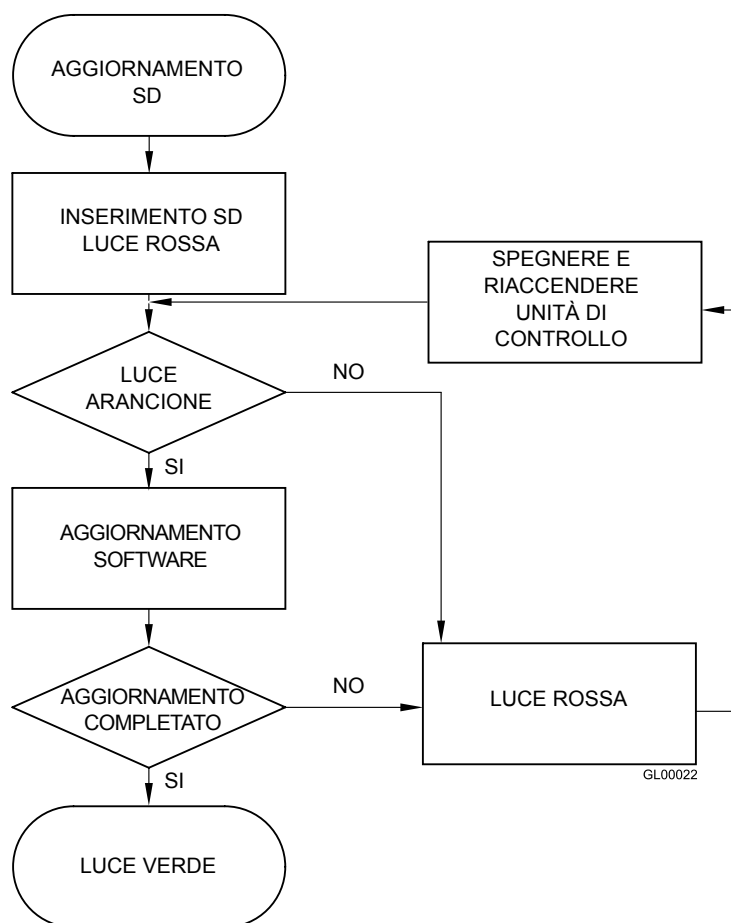 AGGIORNAMENTO
SD
INSERIMENTO SD
LUCE ROSSA
SPEGNERE E
RIACCENDERE
UNITÀ DI
CONTROLLO
LUCE
ARANCIONE
NO
SI
AGGIORNAMENTO
SOFTWARE
AGGIORNAMENTO
COMPLETATO
NO
LUCE ROSSA
GL00022
SI
LUCE VERDE